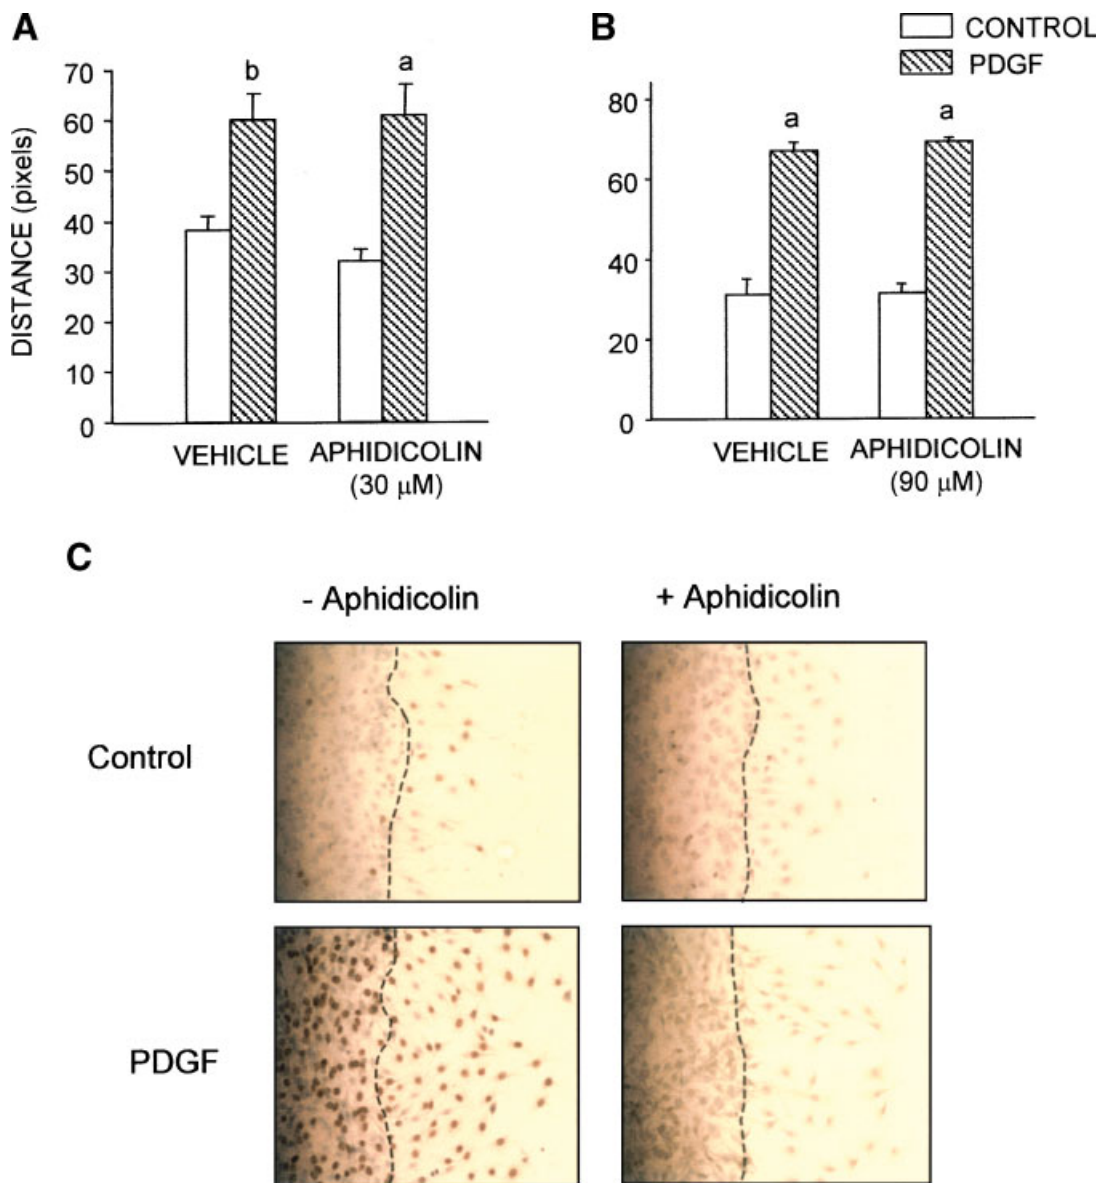 A
DISTANCE (pixels)
70
60
50
40
30
20
10
0
b
a
VEHICLE
APHIDICOLIN
(30 μM)
B
CONTROL
PDGF
80
60
40
20
0
a
a
VEHICLE
APHIDICOLIN
(90 μM)
C
- Aphidicolin
+ Aphidicolin
Control
PDGF